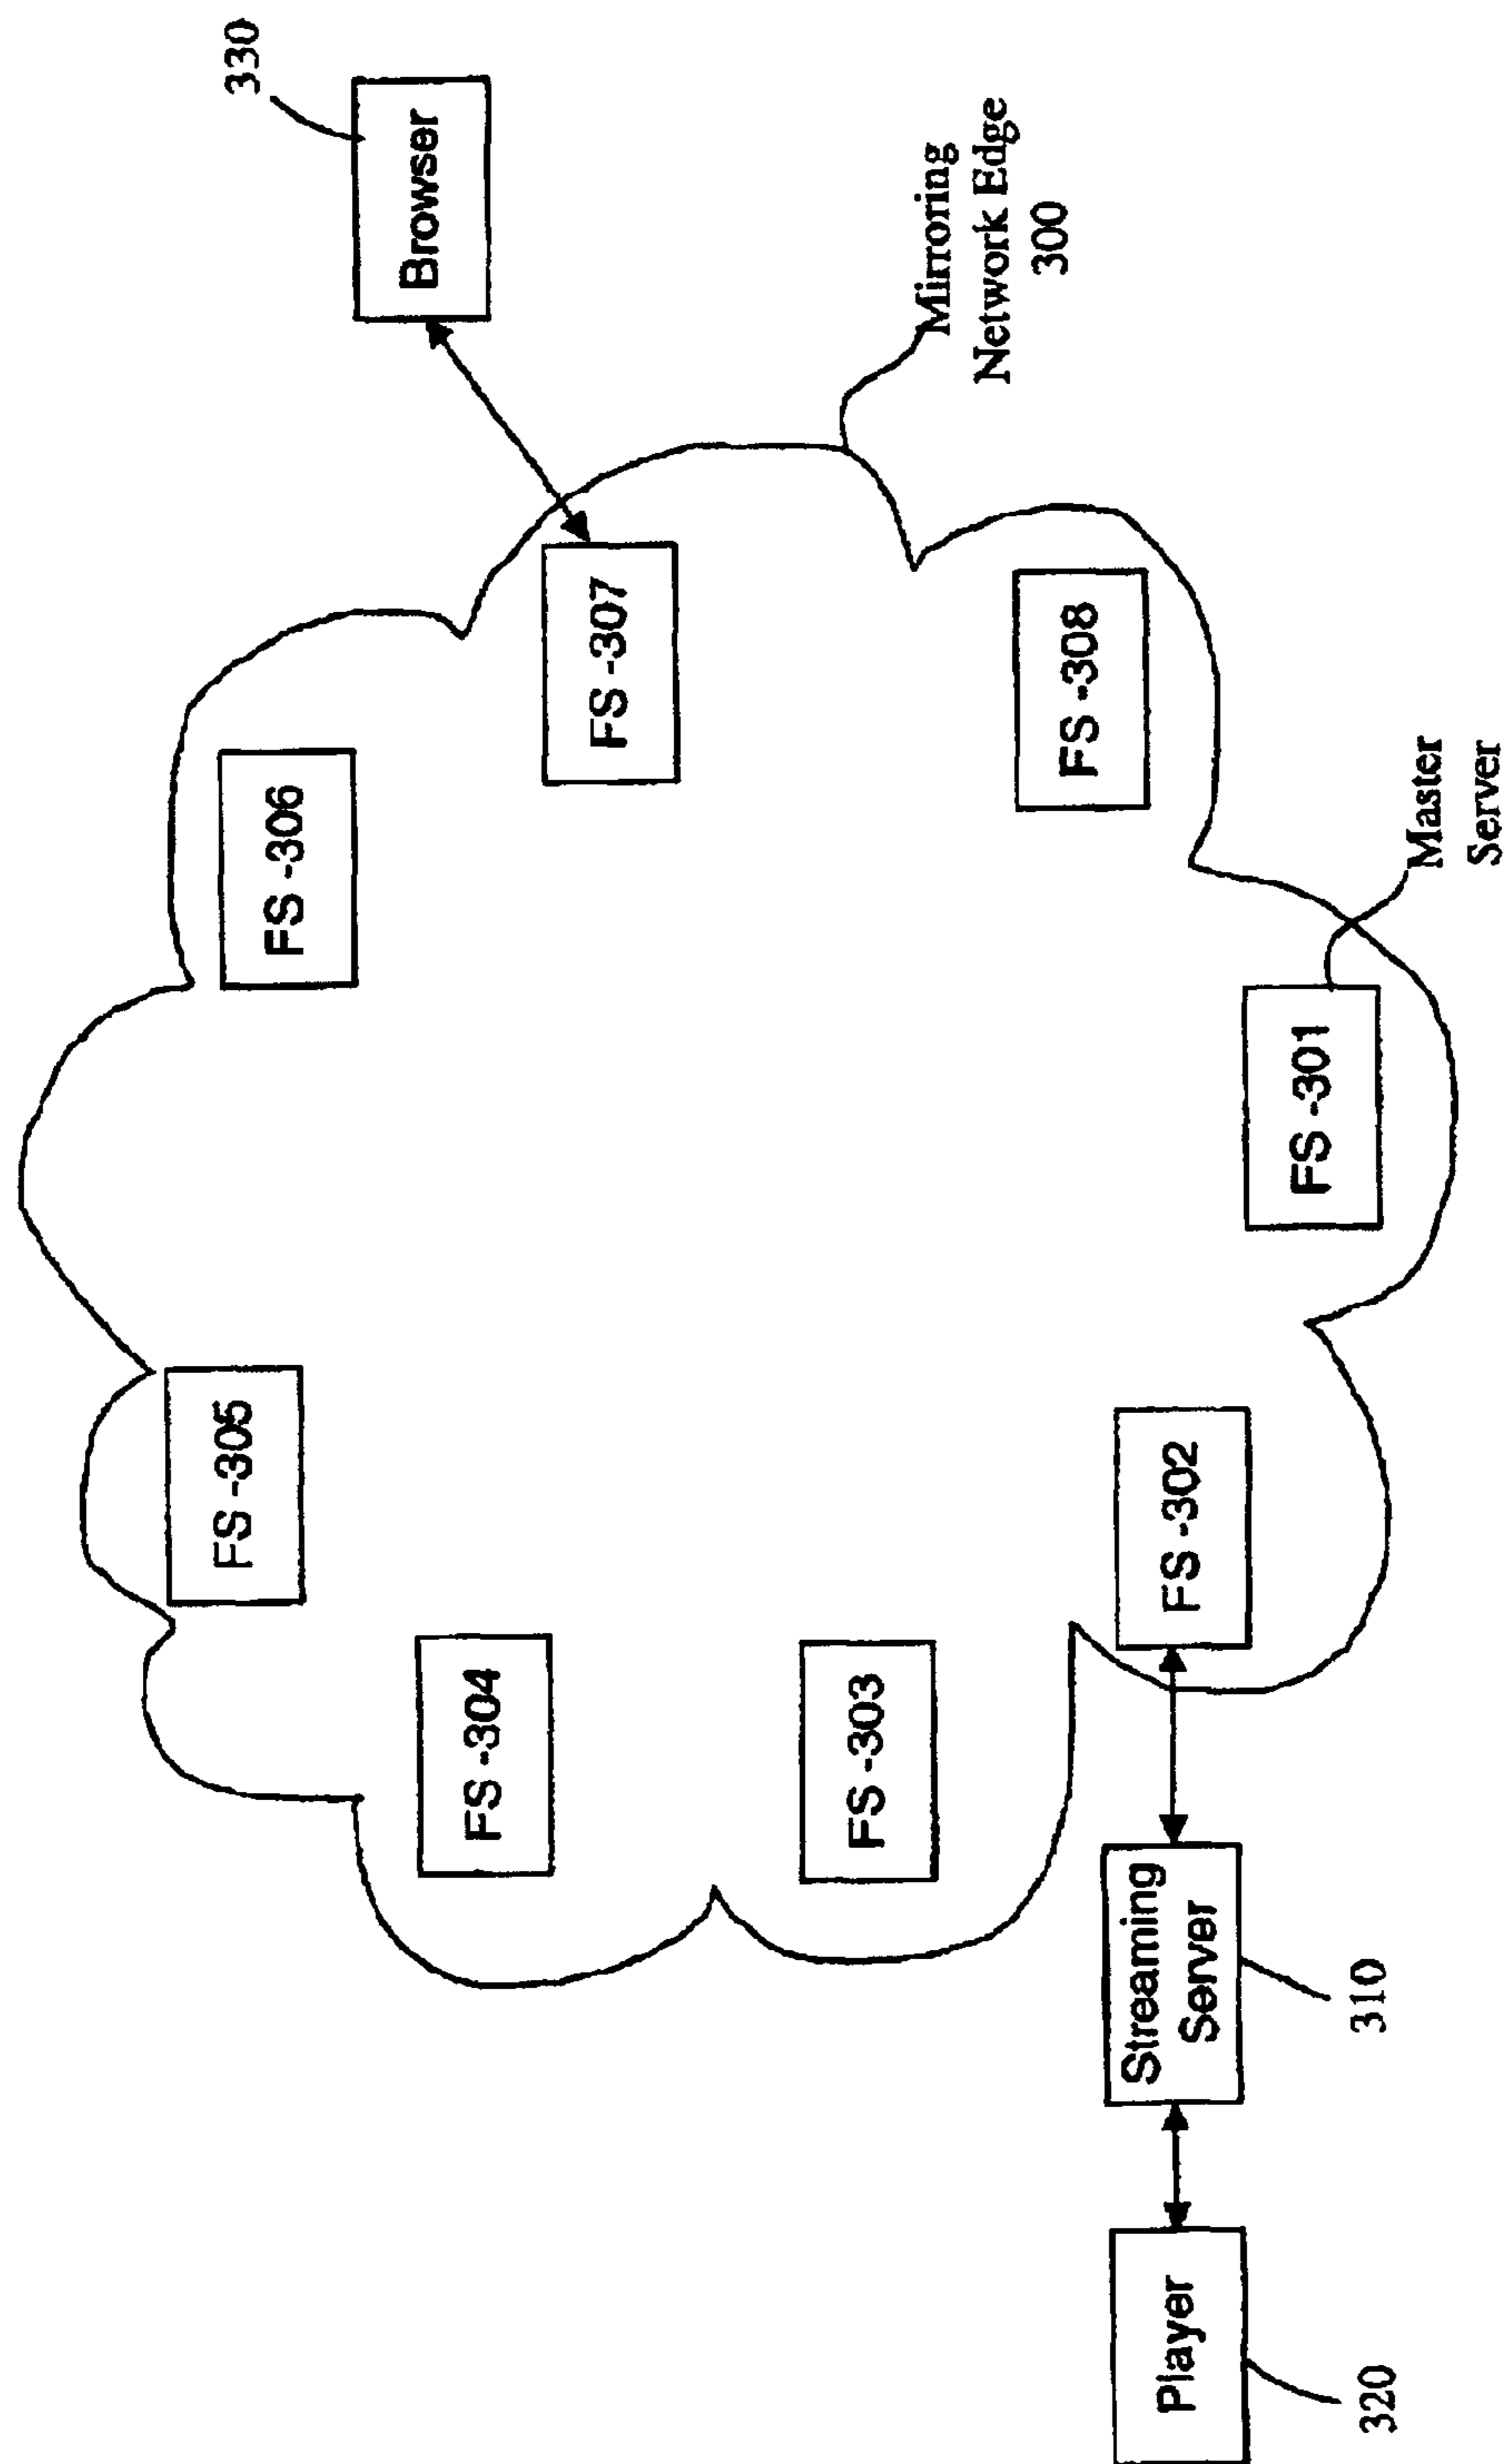 330
Browser
Mirroring
Network Edge
300
FS -306
FS -307
FS -308
Master
Server
FS -305
FS -301
FS -304
FS -303
FS -302
Streaming
Server
310
Player
320